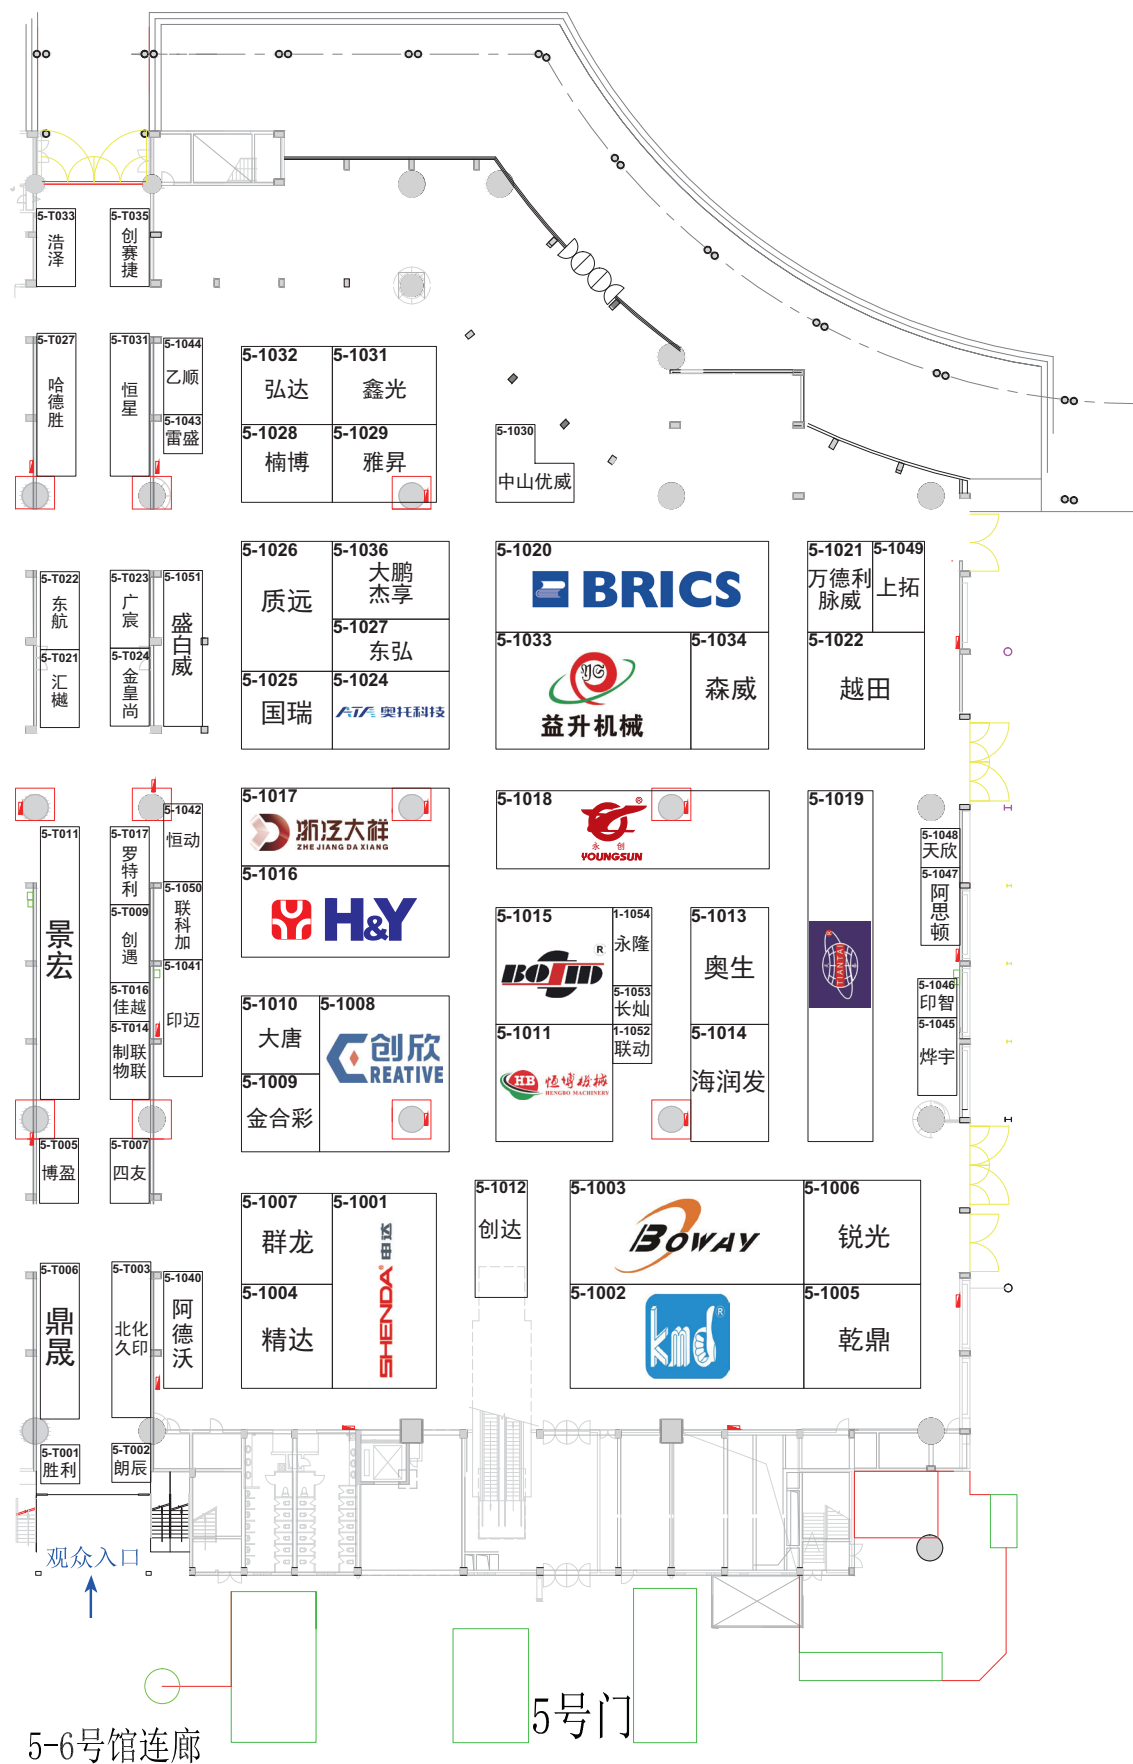 5-T033
浩泽
5-T035
创赛捷
5-T027
哈德胜
5-T031
恒星
5-1044
乙顺
5-1043
雷盛
5-1032
弘达
5-1031
鑫光
5-1028
楠博
5-1029
雅昇
5-1030
中山优威
5-T022
东航
5-T023
广宸
5-1051
盛白威
5-T021
汇樾
5-T024
金皇尚
5-1026
质远
5-1036
大鹏
杰享
5-1027
东弘
5-1025
国瑞
5-1024
ATA 奥托科技
5-1020
BRICS
5-1033
YS
益升机械
5-1034
森威
5-1021
万德利
脉威
5-1049
上拓
5-1022
越田
5-T011
景宏
5-T017
罗特利
5-T009
创遇
5-T016
佳越
5-T014
制联
物联
5-1042
恒动
5-1050
联科加
5-1041
印迈
5-1017
浙江大祥
ZHE JIANG DA XIANG
5-1016
H&Y
5-1018
®
永创
YOUNGSUN
5-1019
TIANTAI
®
5-1048
天欣
5-1047
阿思顿
5-1046
印智
5-1045
烨宇
5-1010
大唐
5-1008
创欣
CREATIVE
5-1009
金合彩
5-1015
BOTID
®
1-1054
永隆
5-1053
长灿
1-1052
联动
5-1011
HB 恒博机械
HENGBO MACHINERY
5-1013
奥生
5-1014
海润发
5-T005
博盈
5-T007
四友
5-1007
群龙
5-1001
SHENDA® 申达
5-1004
精达
5-1012
创达
5-1003
BOWAY
5-1006
锐光
5-1002
kmd
®
5-1005
乾鼎
5-T006
鼎晟
5-T003
北化
久印
5-1040
阿德沃
5-T001
胜利
5-T002
朗辰
观众入口
5号门
5-6号馆连廊